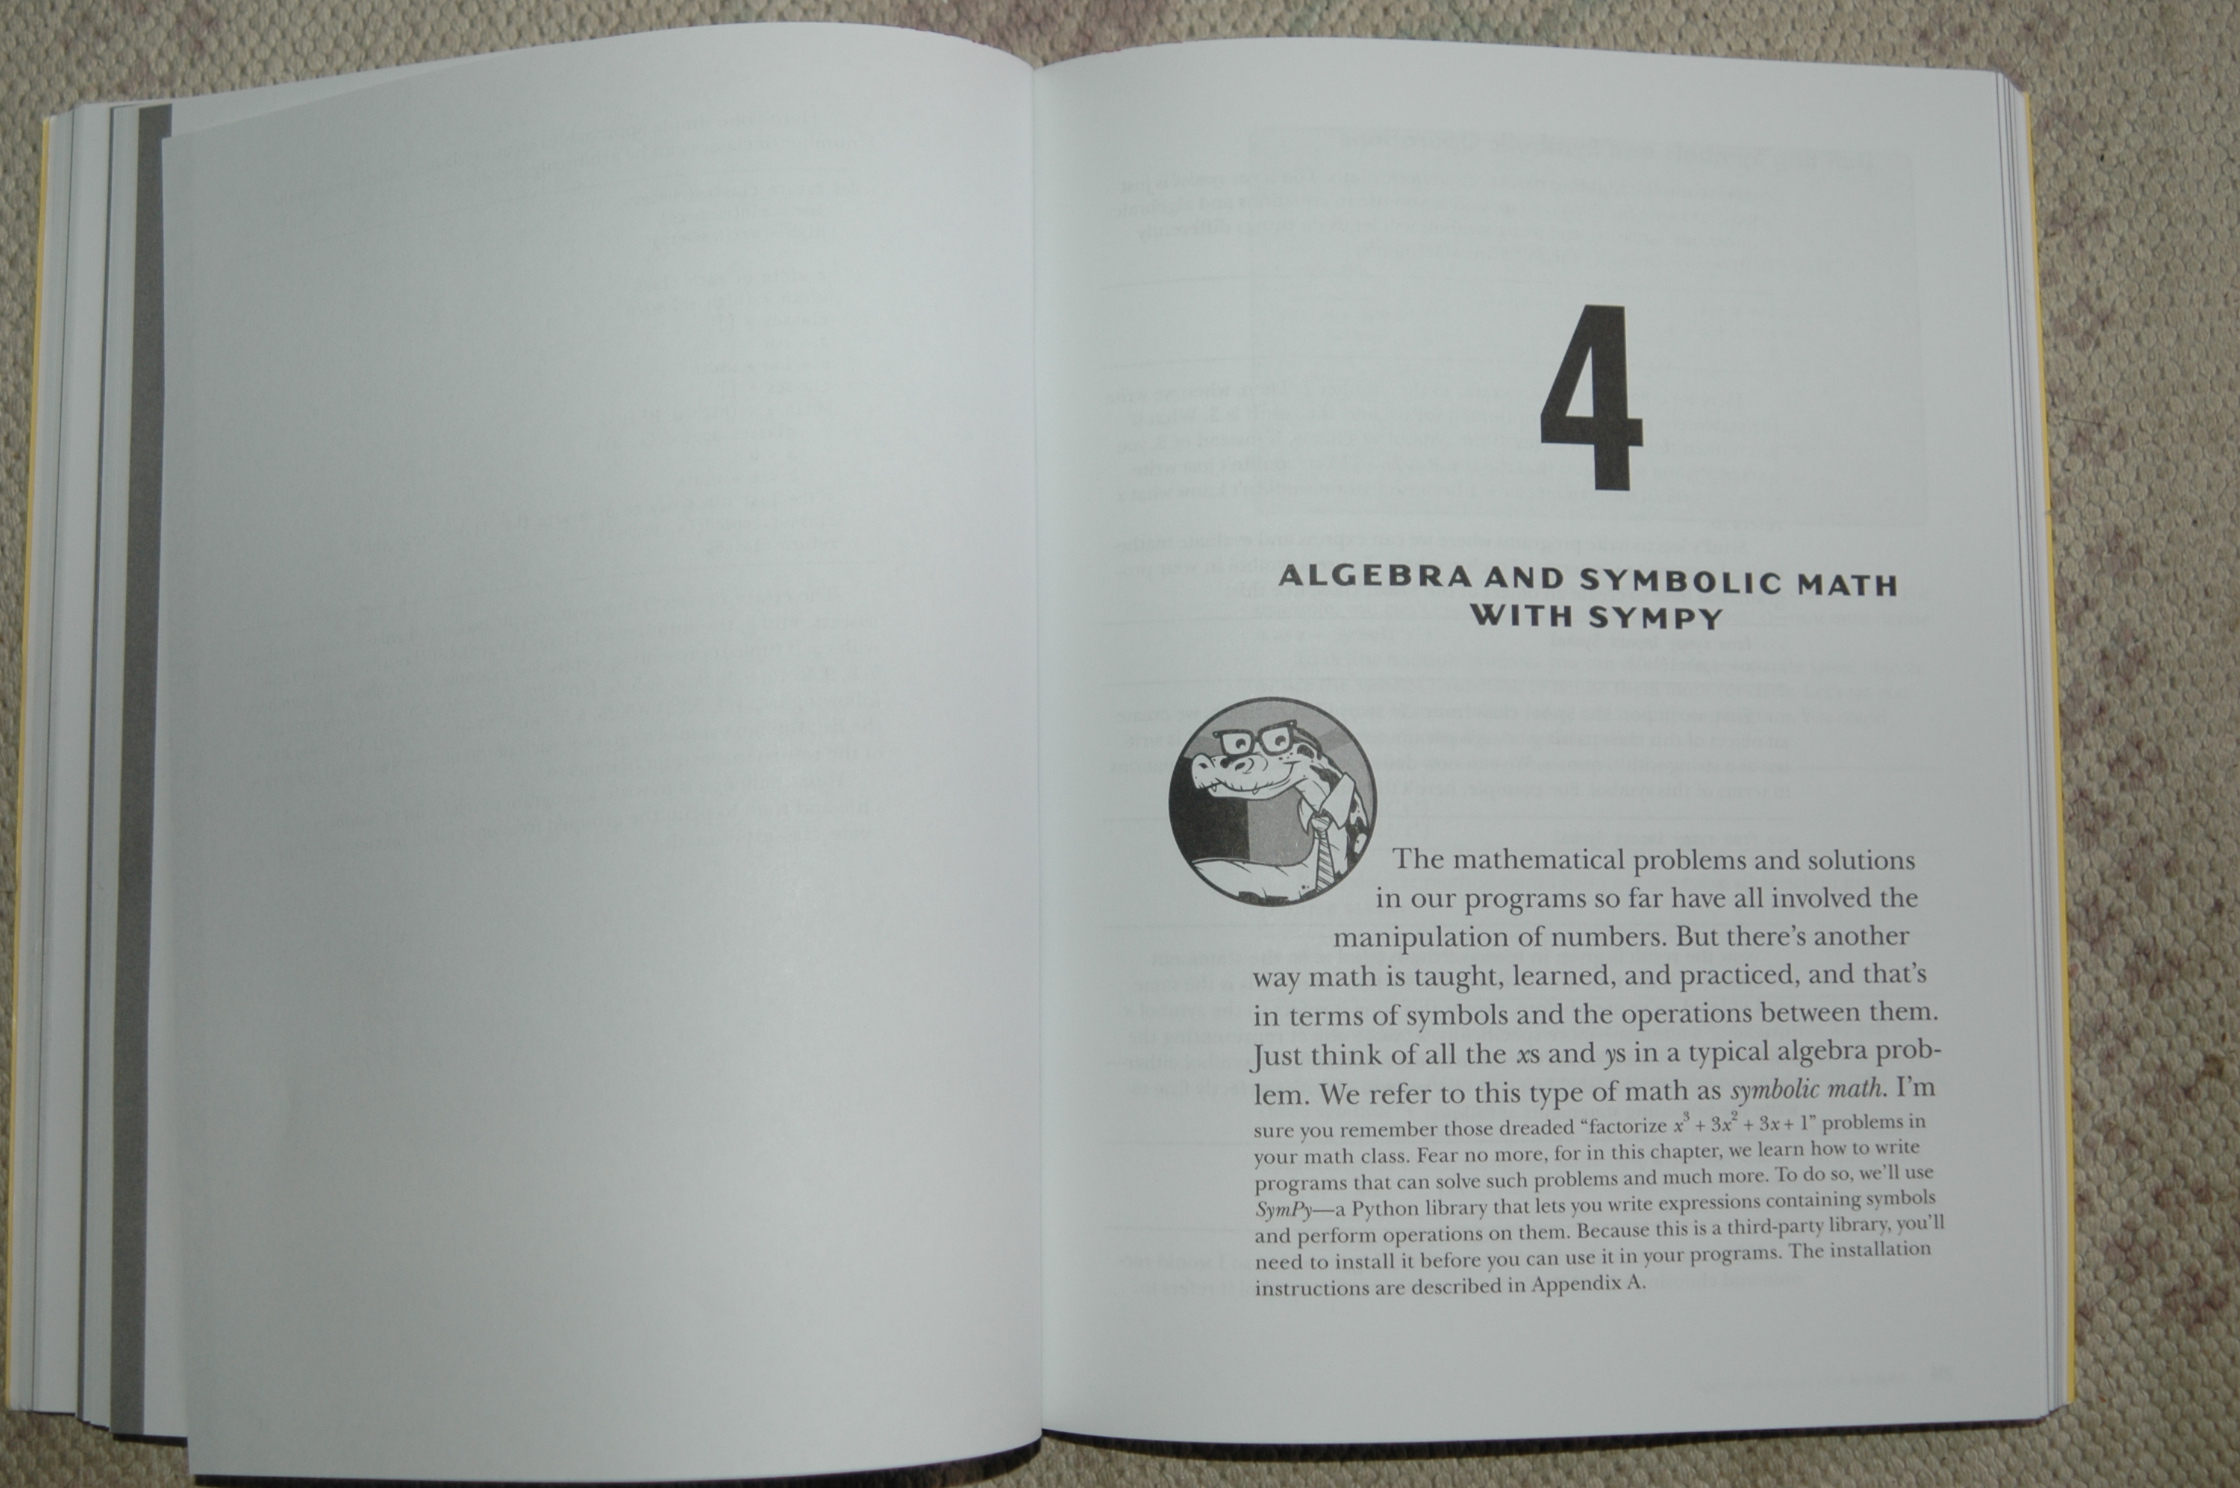 4
ALGEBRA AND SYMBOLIC MATH
WITH SYMPY
The mathematical problems and solutions
in our programs so far have all involved the
manipulation of numbers. But there's another
way math is taught, learned, and practiced, and that's
in terms of symbols and the operations between them.
Just think of all the xs and ys in a typical algebra prob-
lem. We refer to this type of math as symbolic math. I'm
sure you remember those dreaded “factorize x³ + 3x² + 3x + 1” problems in
your math class. Fear no more, for in this chapter, we learn how to write
programs that can solve such problems and much more. To do so, we'll use
SymPy—a Python library that lets you write expressions containing symbols
and perform operations on them. Because this is a third-party library, you'll
need to install it before you can use it in your programs. The installation
instructions are described in Appendix A.